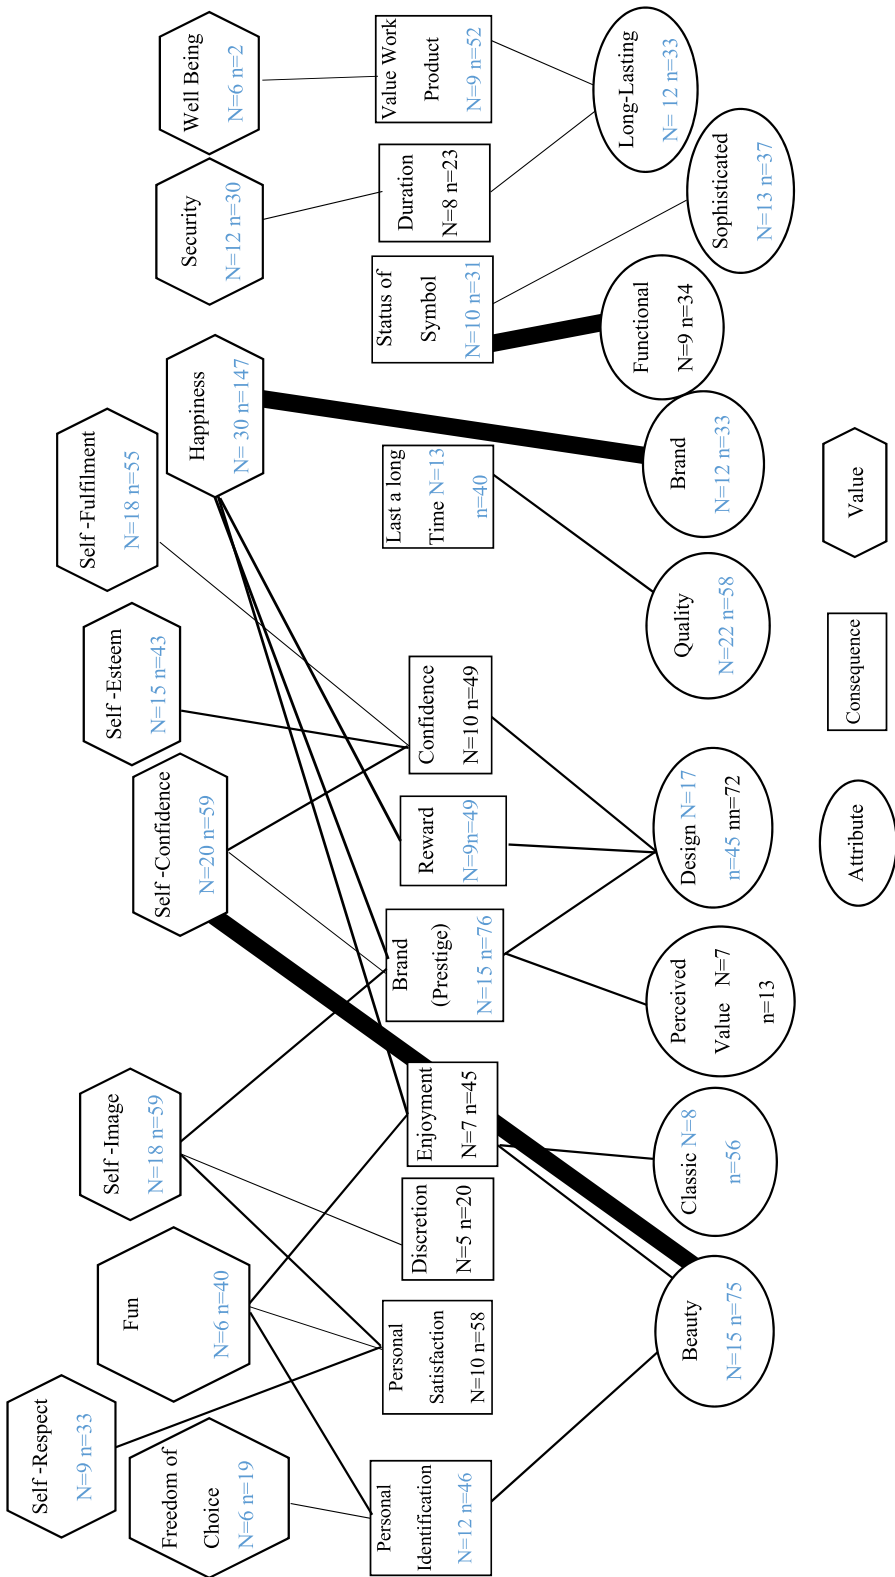 Self -Respect
N=9 n=33
Freedom of
Choice
N=6 n=19
Fun
N=6 n=40
Self -Image
N=18 n=59
Self -Confidence
N=20 n=59
Self -Esteem
N=15 n=43
Self -Fulfilment
N=18 n=55
Happiness
N= 30 n=147
Security
N=12 n=30
Well Being
N=6 n=2
Personal
Identification
N=12 n=46
Personal
Satisfaction
N=10 n=58
Discretion
N=5 n=20
Enjoyment
N=7 n=45
Brand
(Prestige)
N=15 n=76
Reward
N=9n=49
Confidence
N=10 n=49
Last a long
Time N=13
n=40
Status of
Symbol
N=10 n=31
Duration
N=8 n=23
Value Work
Product
N=9 n=52
Beauty
N=15 n=75
Classic N=8
n=56
Perceived
Value N=7
n=13
Design N=17
n=45 nn=72
Quality
N=22 n=58
Brand
N=12 n=33
Functional
N=9 n=34
Sophisticated
N=13 n=37
Long-Lasting
N= 12 n=33
Attribute
Consequence
Value